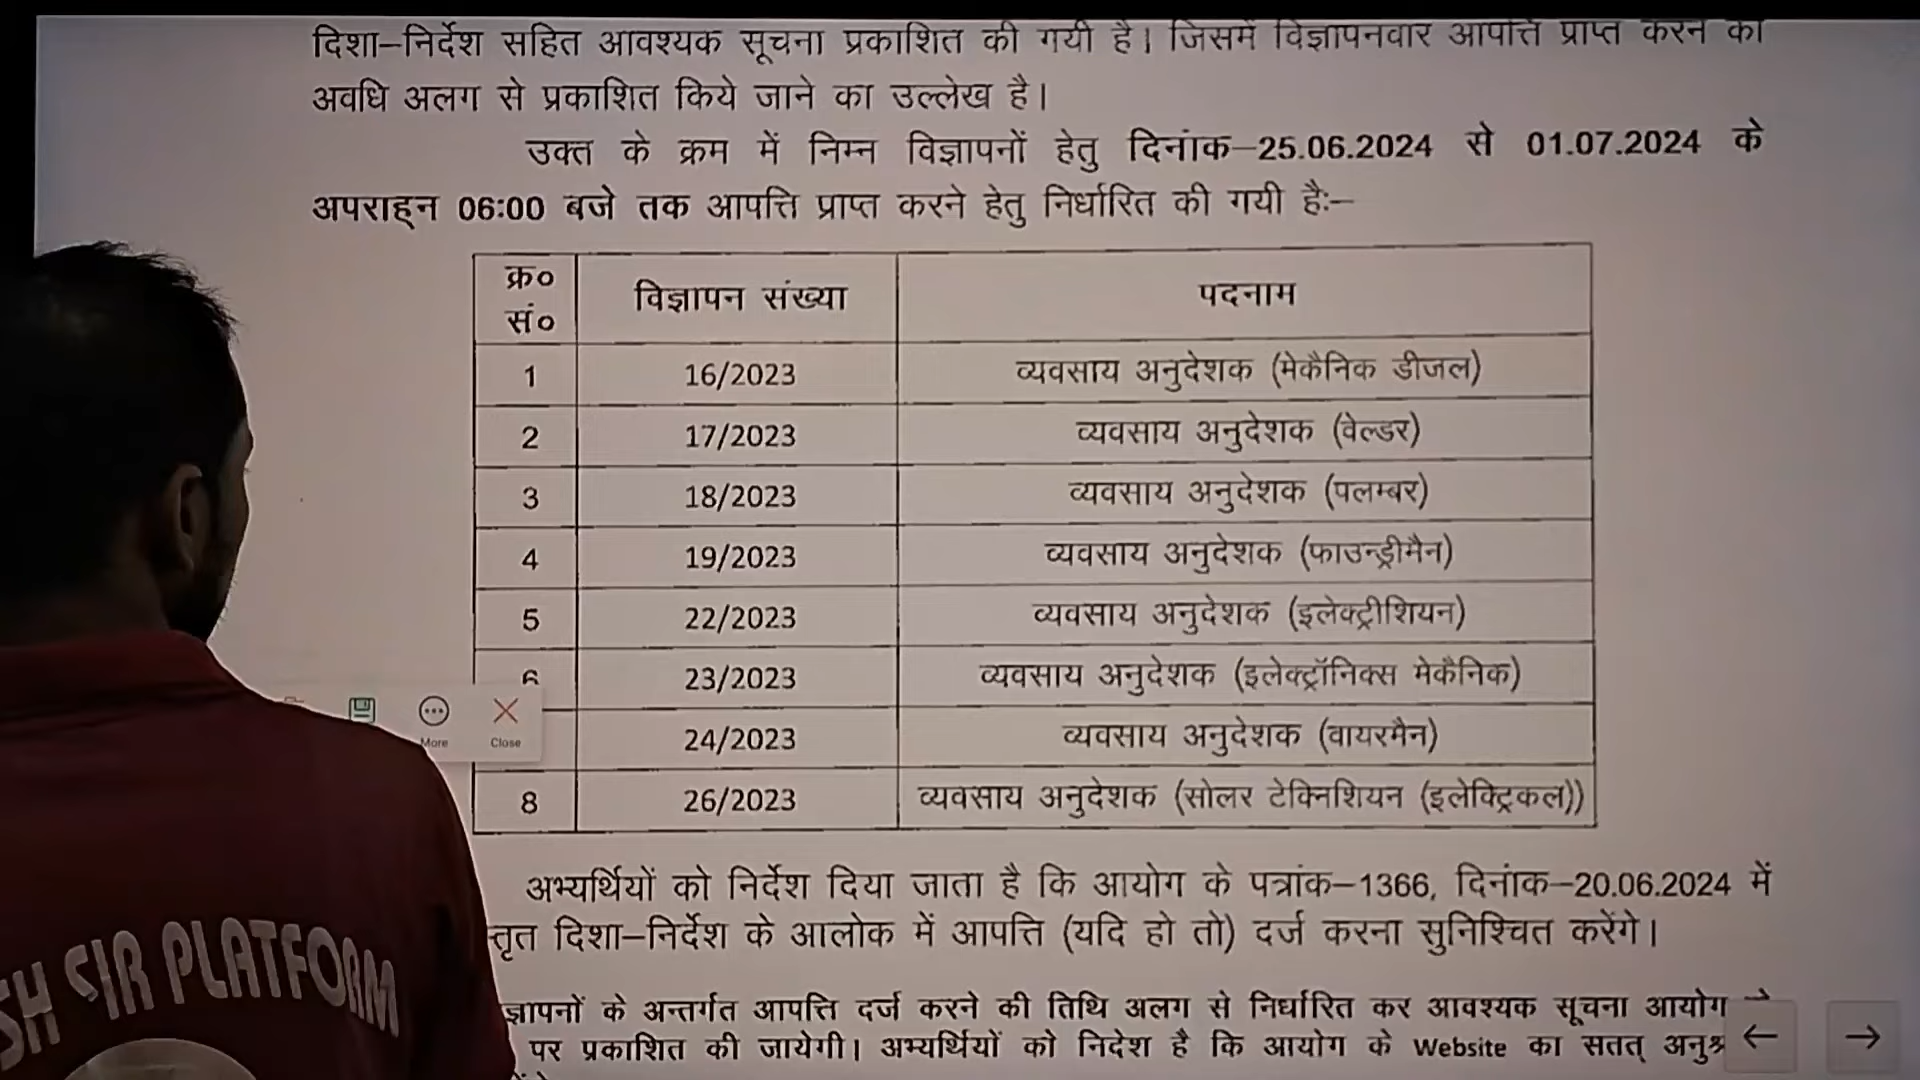 दिशा–निर्देश सहित आवश्यक सूचना प्रकाशित की गयी है। जिसमें विज्ञापनवार आपत्ति प्राप्त करने का
अवधि अलग से प्रकाशित किये जाने का उल्लेख है।
उक्त के क्रम में निम्न विज्ञापनों हेतु दिनांक–25.06.2024 से 01.07.2024 के
अपराह्न 06:00 बजे तक आपत्ति प्राप्त करने हेतु निर्धारित की गयी हैः–
क्र० सं० विज्ञापन संख्या पदनाम
1 16/2023 व्यवसाय अनुदेशक (मेकैनिक डीजल)
2 17/2023 व्यवसाय अनुदेशक (वेल्डर)
3 18/2023 व्यवसाय अनुदेशक (पलम्बर)
4 19/2023 व्यवसाय अनुदेशक (फाउन्ड्रीमैन)
5 22/2023 व्यवसाय अनुदेशक (इलेक्ट्रीशियन)
6 23/2023 व्यवसाय अनुदेशक (इलेक्ट्रॉनिक्स मेकैनिक)
24/2023 व्यवसाय अनुदेशक (वायरमैन)
8 26/2023 व्यवसाय अनुदेशक (सोलर टेक्निशियन (इलेक्ट्रिकल))
More Close
अभ्यर्थियों को निर्देश दिया जाता है कि आयोग के पत्रांक–1366, दिनांक–20.06.2024 में
दिशा–निर्देश के आलोक में आपत्ति (यदि हो तो) दर्ज करना सुनिश्चित करेंगे।
के अन्तर्गत आपत्ति दर्ज करने की तिथि अलग से निर्धारित कर आवश्यक सूचना आयोग
पर प्रकाशित की जायेगी। अभ्यर्थियों को निदेश है कि आयोग के Website का सतत्
SH SIR PLATFORM